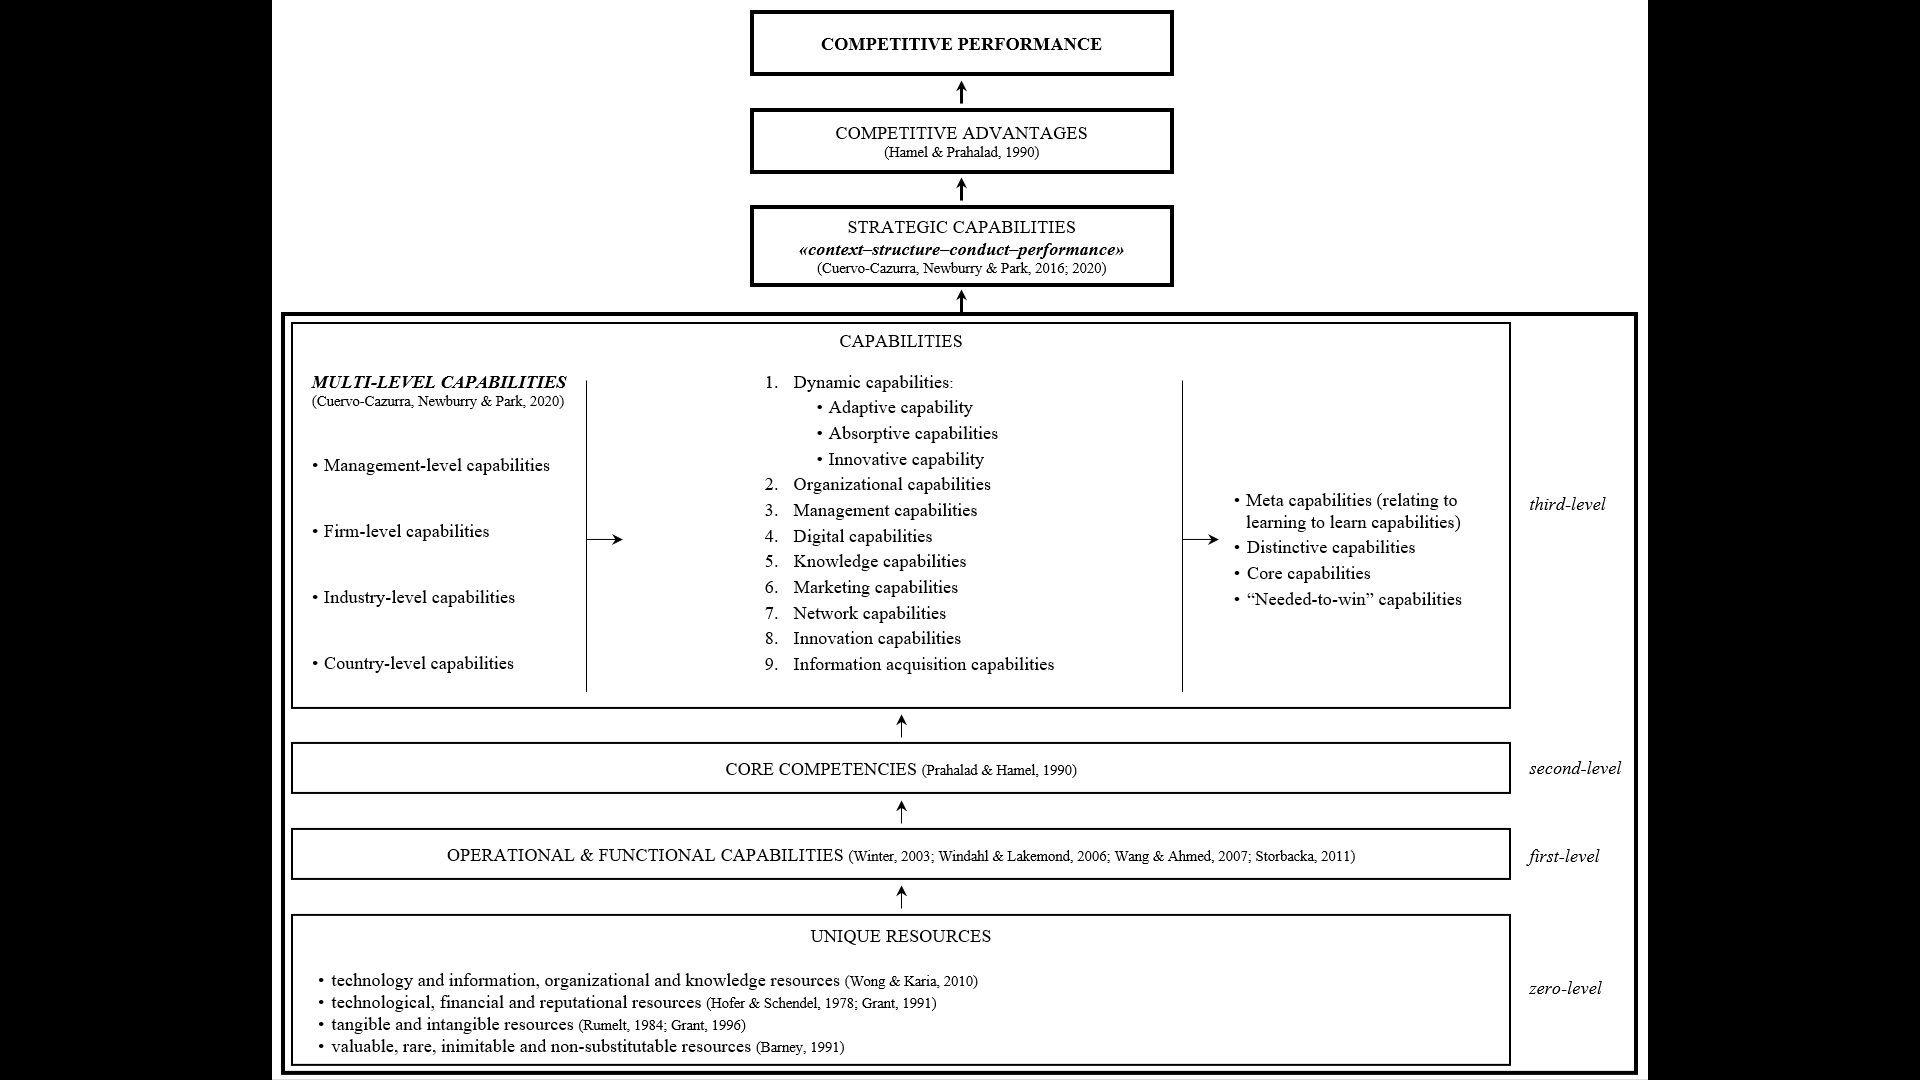 COMPETITIVE PERFORMANCE
COMPETITIVE ADVANTAGES
(Hamel & Prahalad, 1990)
STRATEGIC CAPABILITIES
«context–structure–conduct–performance»
(Cuervo-Cazurra, Newburry & Park, 2016; 2020)
CAPABILITIES
MULTI-LEVEL CAPABILITIES
(Cuervo-Cazurra, Newburry & Park, 2020)
• Management-level capabilities
• Firm-level capabilities
• Industry-level capabilities
• Country-level capabilities
1. Dynamic capabilities:
• Adaptive capability
• Absorptive capabilities
• Innovative capability
2. Organizational capabilities
3. Management capabilities
4. Digital capabilities
5. Knowledge capabilities
6. Marketing capabilities
7. Network capabilities
8. Innovation capabilities
9. Information acquisition capabilities
• Meta capabilities (relating to
learning to learn capabilities)
• Distinctive capabilities
• Core capabilities
• “Needed-to-win” capabilities
third-level
CORE COMPETENCIES (Prahalad & Hamel, 1990)
second-level
OPERATIONAL & FUNCTIONAL CAPABILITIES (Winter, 2003; Windahl & Lakemond, 2006; Wang & Ahmed, 2007; Storbacka, 2011)
first-level
UNIQUE RESOURCES
• technology and information, organizational and knowledge resources (Wong & Karia, 2010)
• technological, financial and reputational resources (Hofer & Schendel, 1978; Grant, 1991)
• tangible and intangible resources (Rumelt, 1984; Grant, 1996)
• valuable, rare, inimitable and non-substitutable resources (Barney, 1991)
zero-level